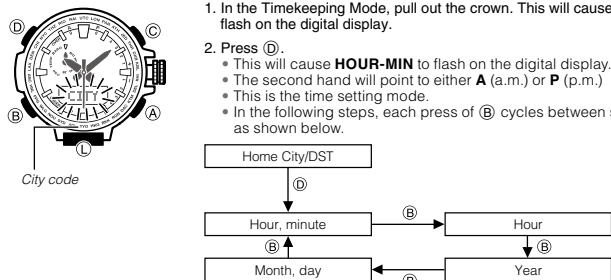 1. In the Timekeeping Mode, pull out the crown. This will cause
flash on the digital display.
2. Press Ⓓ.
• This will cause HOUR-MIN to flash on the digital display.
• The second hand will point to either A (a.m.) or P (p.m.)
• This is the time setting mode.
• In the following steps, each press of Ⓑ cycles between
as shown below.
Ⓓ
Ⓒ
Ⓑ
Ⓐ
Ⓛ
CITY
City code
Home City/DST
Ⓓ
Hour, minute
Ⓑ
Hour
Ⓑ
Ⓑ
Month, day
Ⓑ
Year